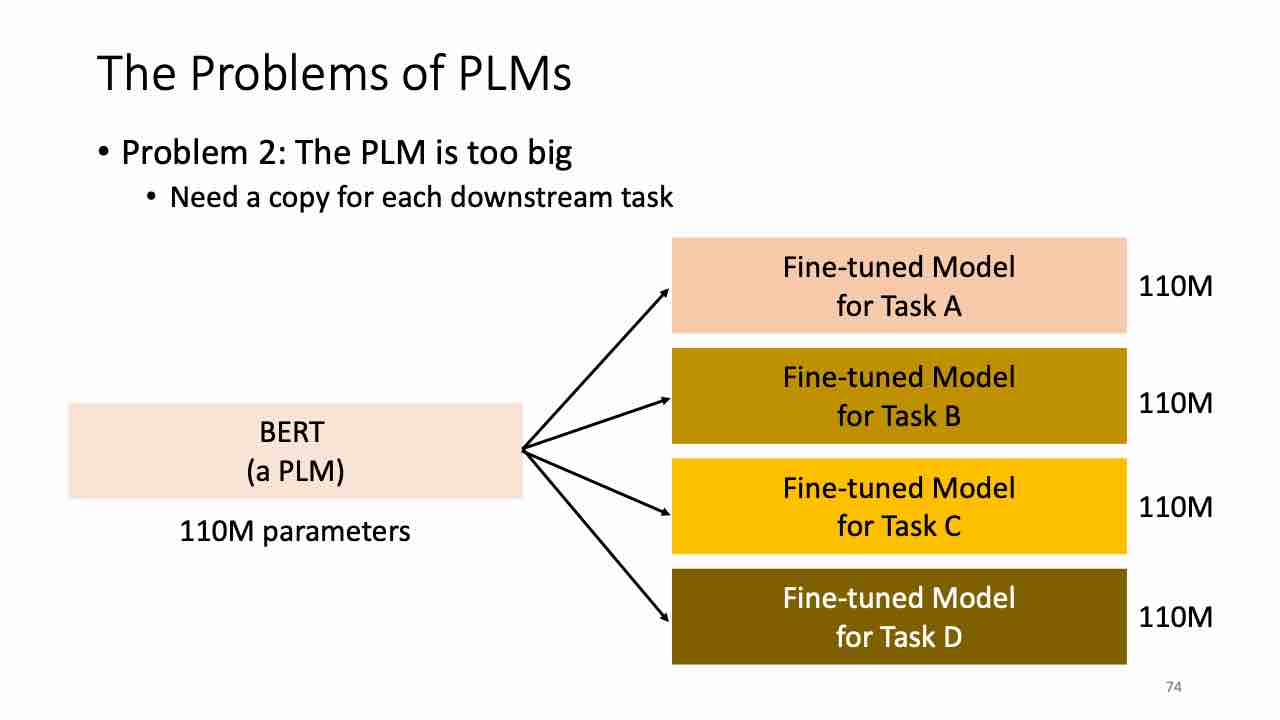 The Problems of PLMs
• Problem 2: The PLM is too big
• Need a copy for each downstream task
BERT
(a PLM)
110M parameters
Fine-tuned Model
for Task A
110M
Fine-tuned Model
for Task B
110M
Fine-tuned Model
for Task C
110M
Fine-tuned Model
for Task D
110M
74